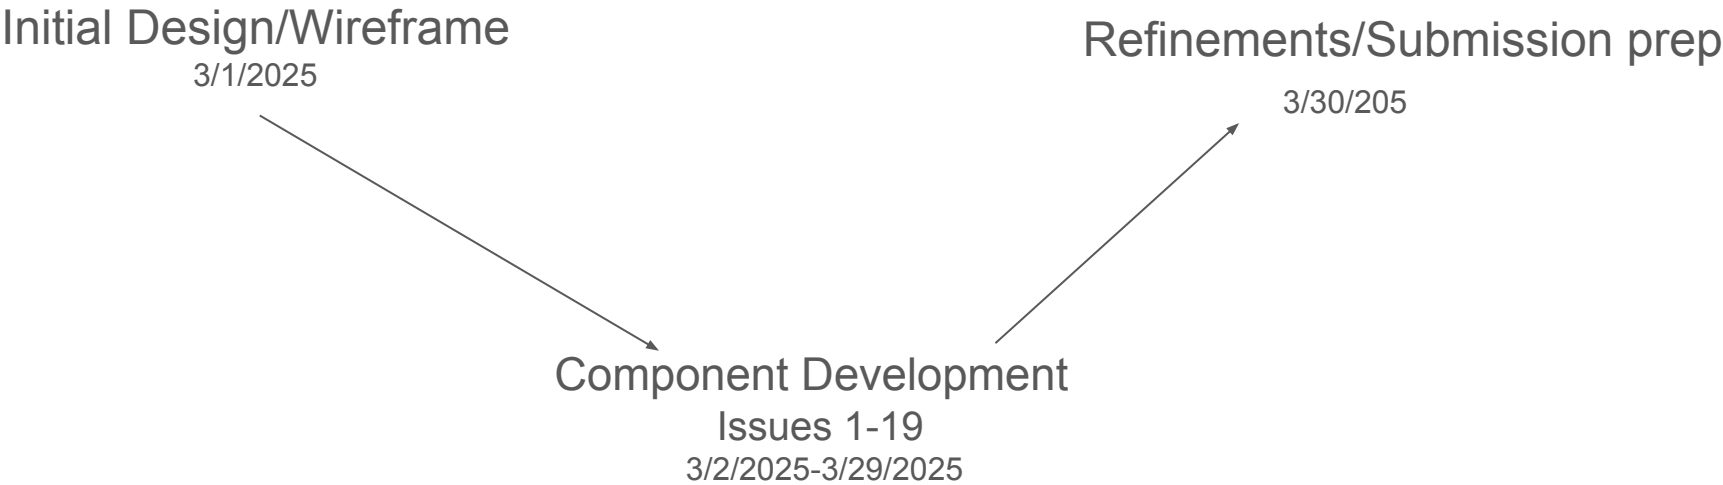 Initial Design/Wireframe
3/1/2025
Refinements/Submission prep
3/30/205
Component Development
Issues 1-19
3/2/2025-3/29/2025